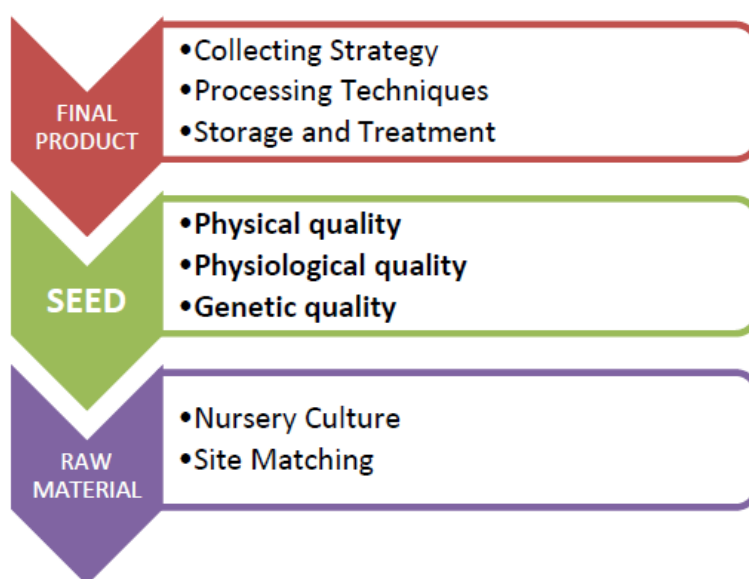 FINAL
PRODUCT
•Collecting Strategy
•Processing Techniques
•Storage and Treatment
SEED
•Physical quality
•Physiological quality
•Genetic quality
RAW
MATERIAL
•Nursery Culture
•Site Matching